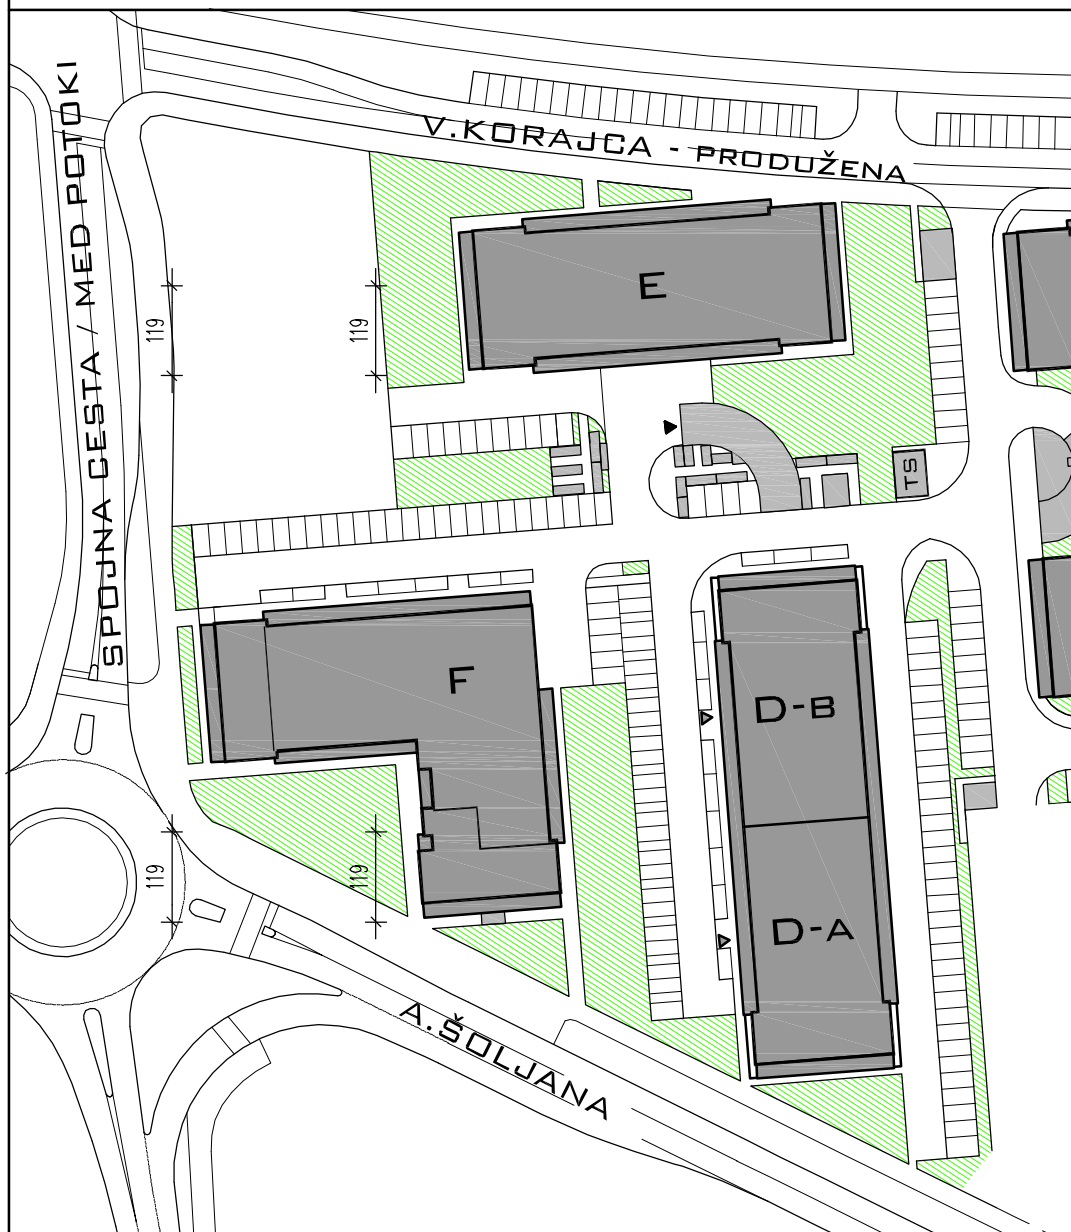 V.KORAJCA - PRODUŽENA
SPOJNA CESTA / MED POTOKI
E
119
119
TS
F
D-B
119
119
D-A
A.ŠOLJANA